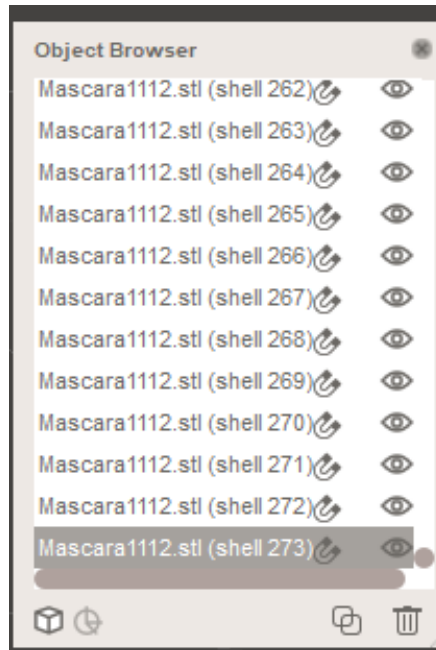 Object Browser
Mascara1112.stl (shell 262)
Mascara1112.stl (shell 263)
Mascara1112.stl (shell 264)
Mascara1112.stl (shell 265)
Mascara1112.stl (shell 266)
Mascara1112.stl (shell 267)
Mascara1112.stl (shell 268)
Mascara1112.stl (shell 269)
Mascara1112.stl (shell 270)
Mascara1112.stl (shell 271)
Mascara1112.stl (shell 272)
Mascara1112.stl (shell 273)